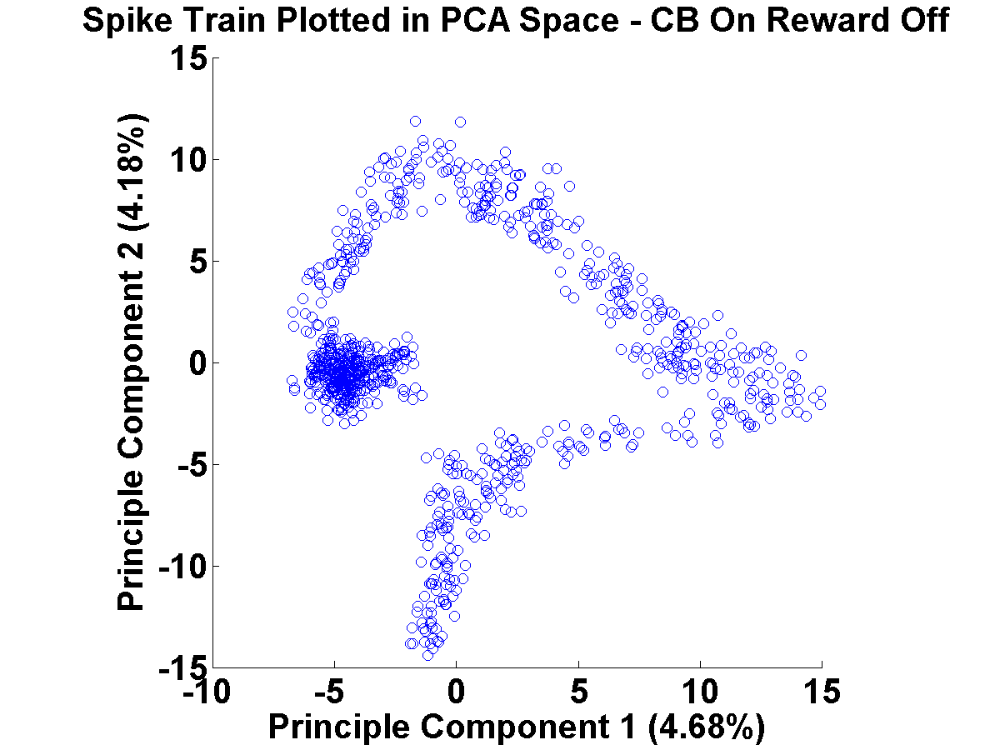 Spike Train Plotted in PCA Space - CB On Reward Off
15
10
5
0
-5
-10
-15
Principle Component 2 (4.18%)
-10 -5 0 5 10 15
Principle Component 1 (4.68%)